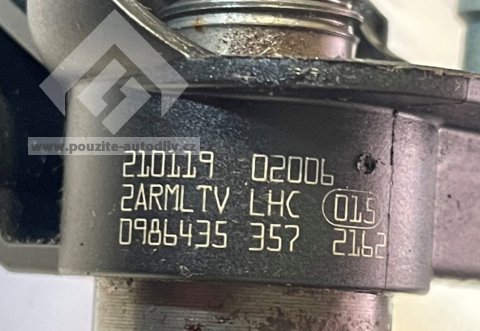 www.pouzite-autodily.cz
210119 02006
2ARMLTV LHC 015
0986435 357 2162